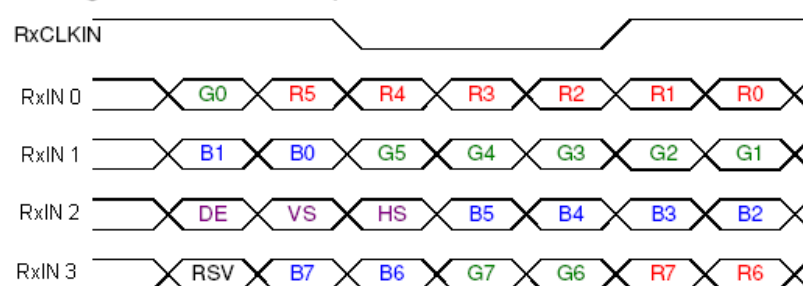 RxCLKIN
RxIN 0 G0 R5 R4 R3 R2 R1 R0
RxIN 1 B1 B0 G5 G4 G3 G2 G1
RxIN 2 DE VS HS B5 B4 B3 B2
RxIN 3 RSV B7 B6 G7 G6 R7 R6